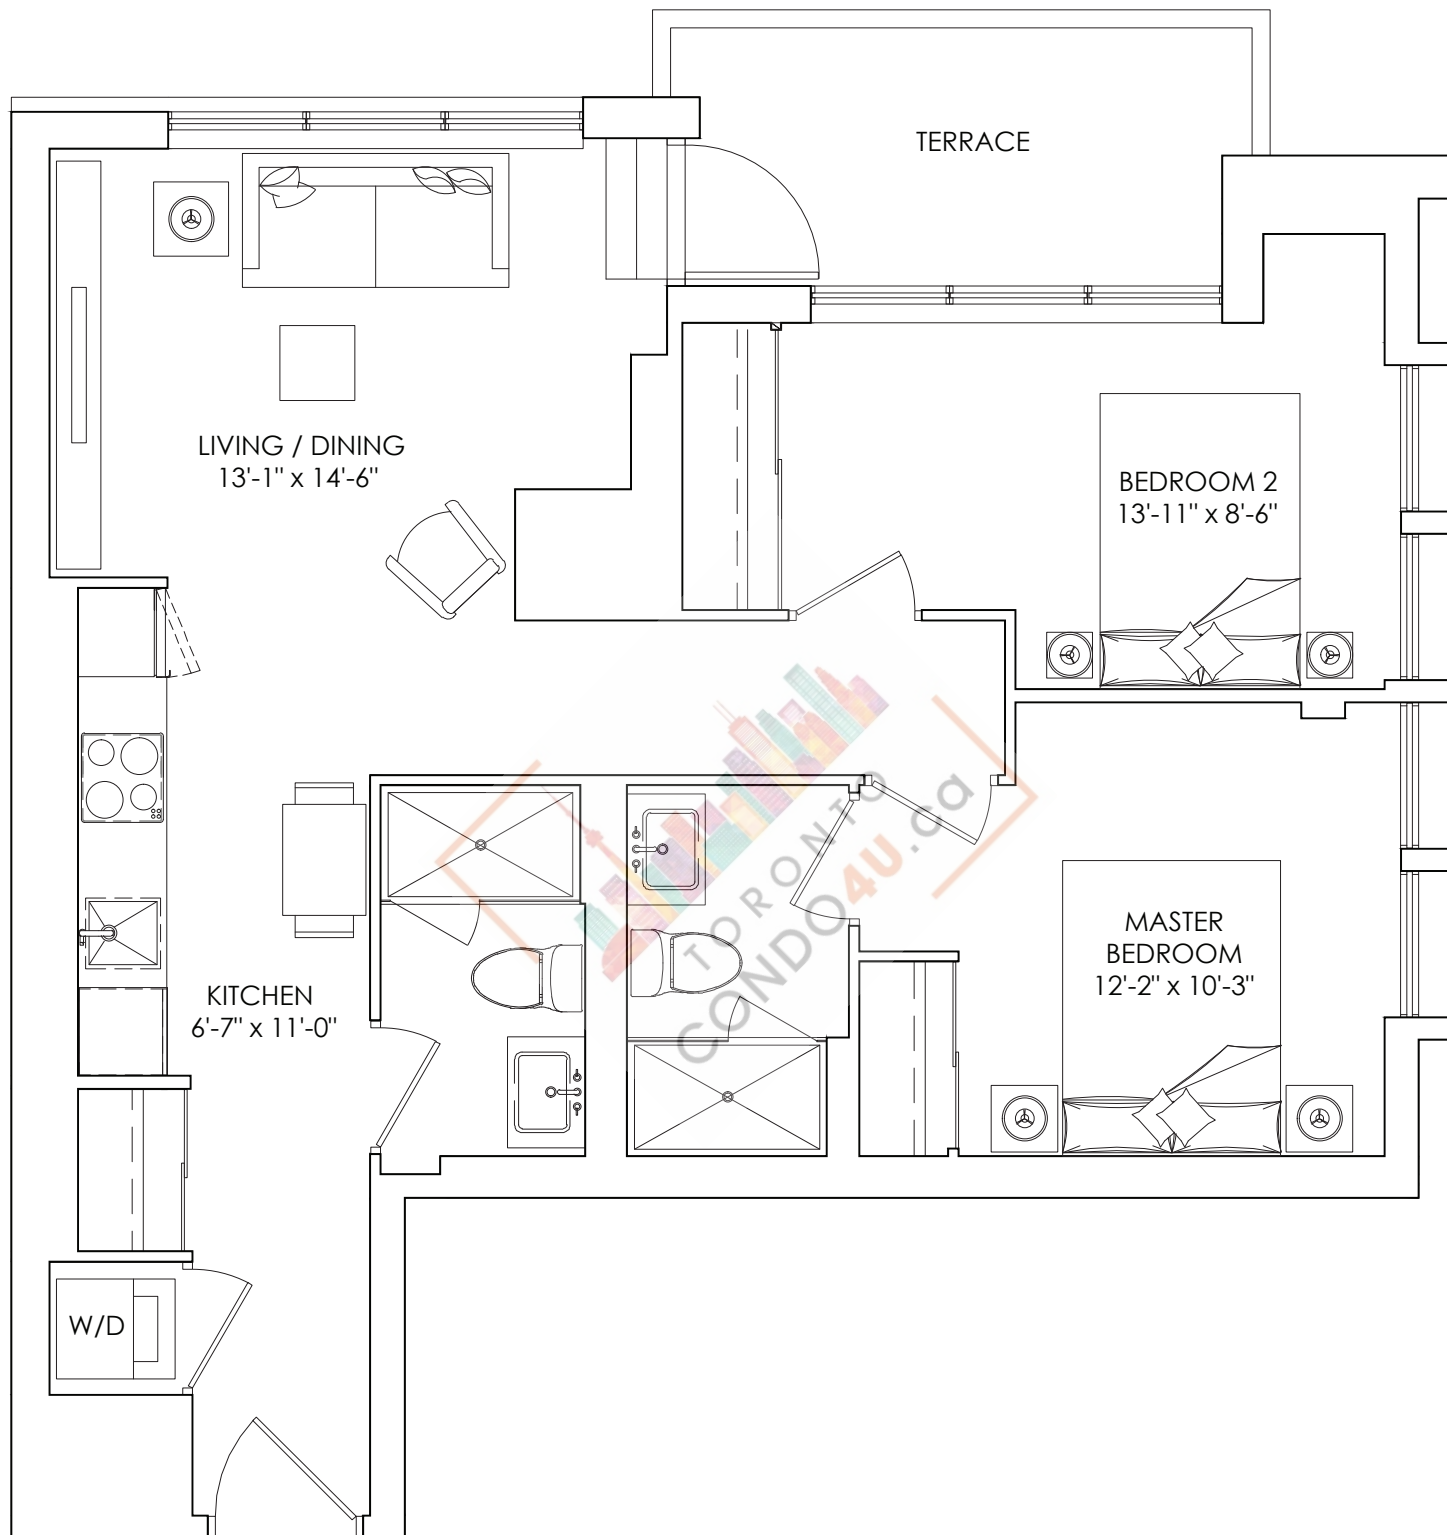 TERRACE
LIVING / DINING
13'-1" x 14'-6"
BEDROOM 2
13'-11" x 8'-6"
TORONTO
CONDO4U.ca
MASTER
BEDROOM
12'-2" x 10'-3"
KITCHEN
6'-7" x 11'-0"
W/D